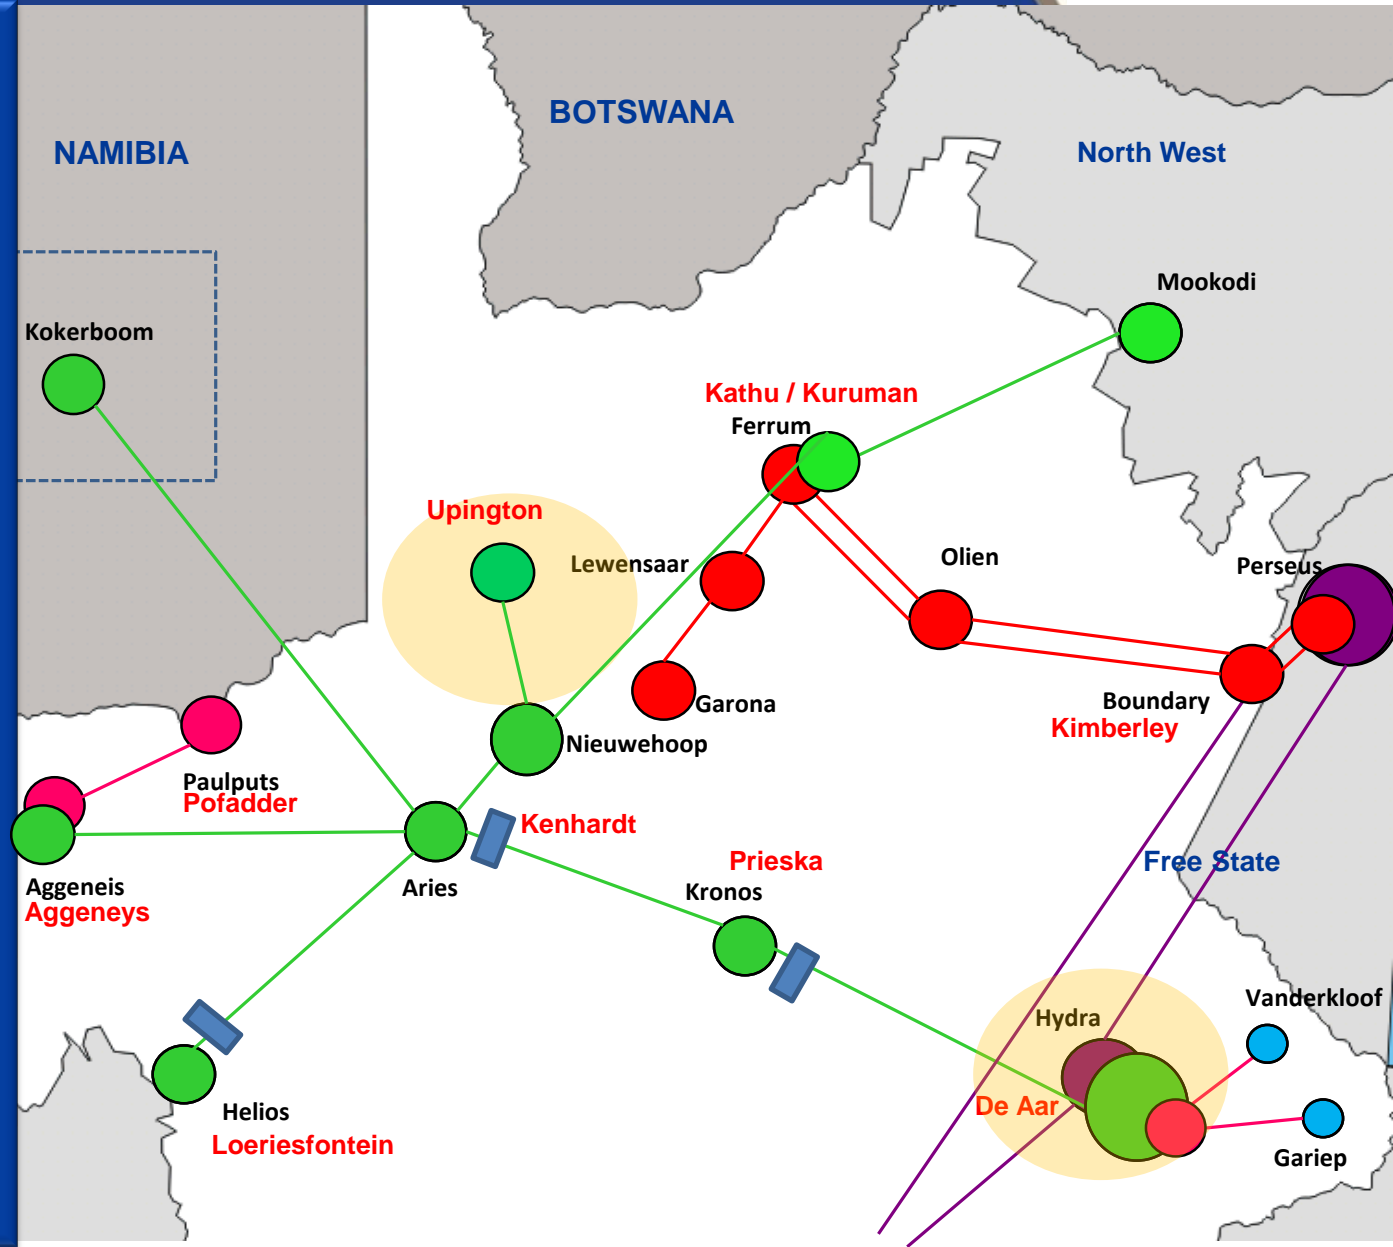 BOTSWANA
NAMIBIA
North West
Mookodi
Kokerboom
Kathu / Kuruman
Ferrum
Upington
Lewensaar
Olien
Perseus
Garona
Boundary
Kimberley
Nieuwehoop
Paulputs
Pofadder
Kenhardt
Prieska
Free State
Aggeneis
Aggeneys
Aries
Kronos
Vanderkloof
Hydra
De Aar
Helios
Loeriesfontein
Gariep